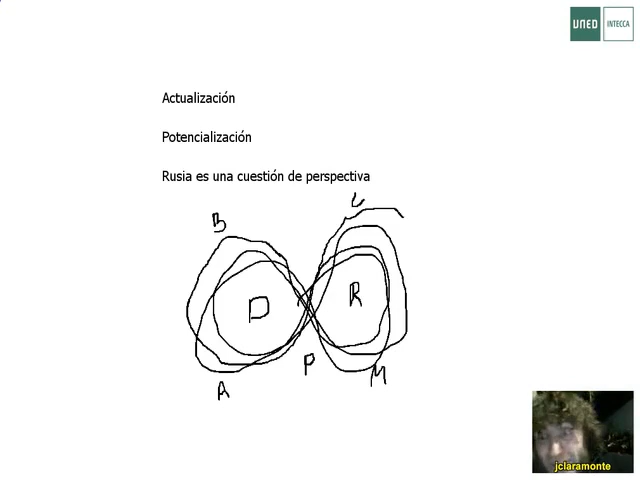 UNED INTECCA
Actualización
Potencialización
Rusia es una cuestión de perspectiva
B L
D R
P
A M
jclaramonte